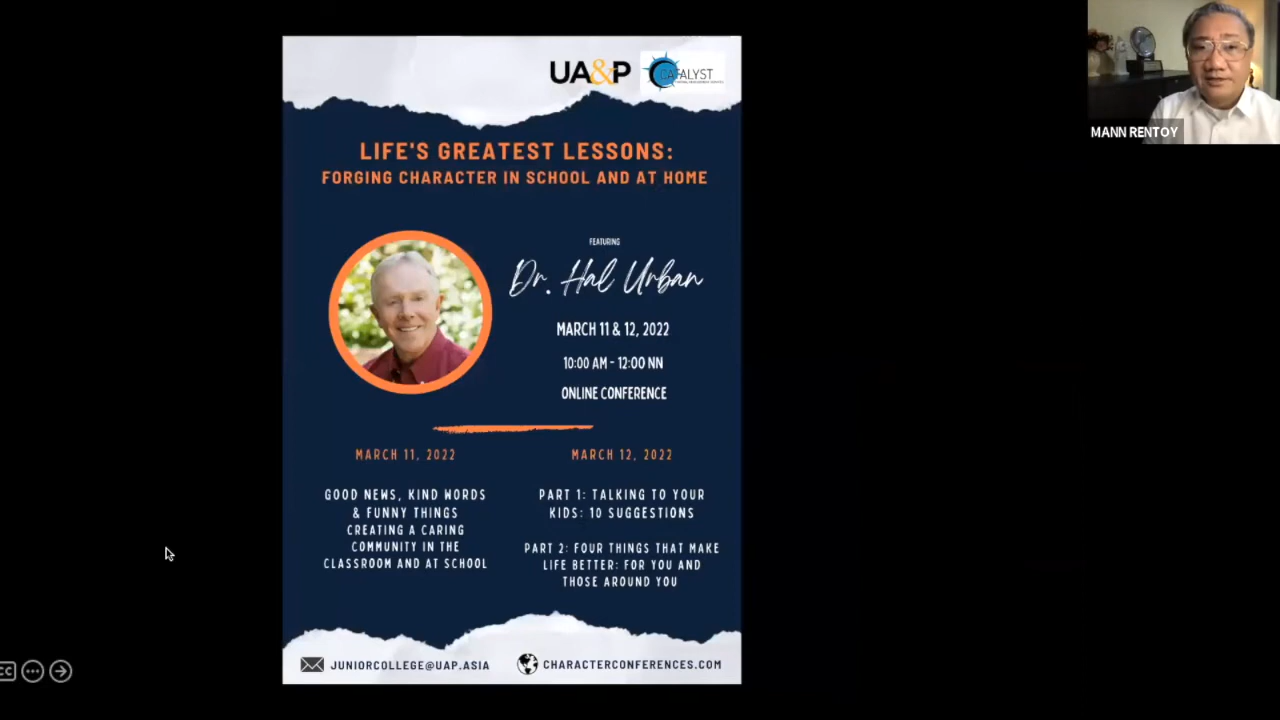 UA&P
CATALYST
LIFE'S GREATEST LESSONS:
FORGING CHARACTER IN SCHOOL AND AT HOME
FEATURING
Dr. Hal Urban
MARCH 11 & 12, 2022
10:00 AM - 12:00 NN
ONLINE CONFERENCE
MARCH 11, 2022
GOOD NEWS, KIND WORDS
& FUNNY THINGS
CREATING A CARING
COMMUNITY IN THE
CLASSROOM AND AT SCHOOL
MARCH 12, 2022
PART 1: TALKING TO YOUR
KIDS: 10 SUGGESTIONS
PART 2: FOUR THINGS THAT MAKE
LIFE BETTER: FOR YOU AND
THOSE AROUND YOU
JUNIORCOLLEGE@UAP.ASIA
CHARACTERCONFERENCES.COM
MANN RENTOY
CC